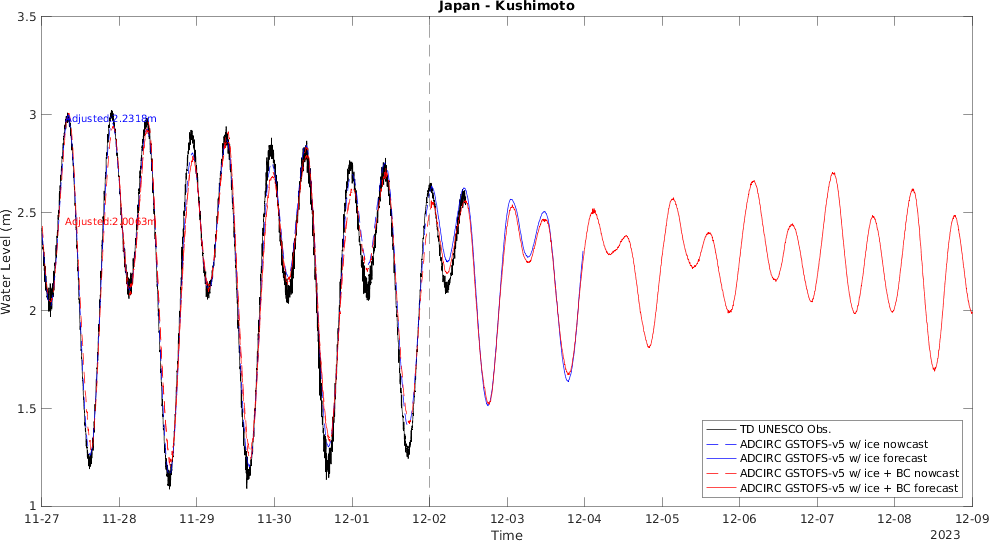 Japan - Kushimoto
3.5
3
2.5
2
1.5
1
Water Level (m)
Adjusted:2.2318m
Adjusted:2.0063m
TD UNESCO Obs.
ADCIRC GSTOFS-v5 w/ ice nowcast
ADCIRC GSTOFS-v5 w/ ice forecast
ADCIRC GSTOFS-v5 w/ ice + BC nowcast
ADCIRC GSTOFS-v5 w/ ice + BC forecast
11-27 11-28 11-29 11-30 12-01 12-02 12-03 12-04 12-05 12-06 12-07 12-08 12-09
Time
2023